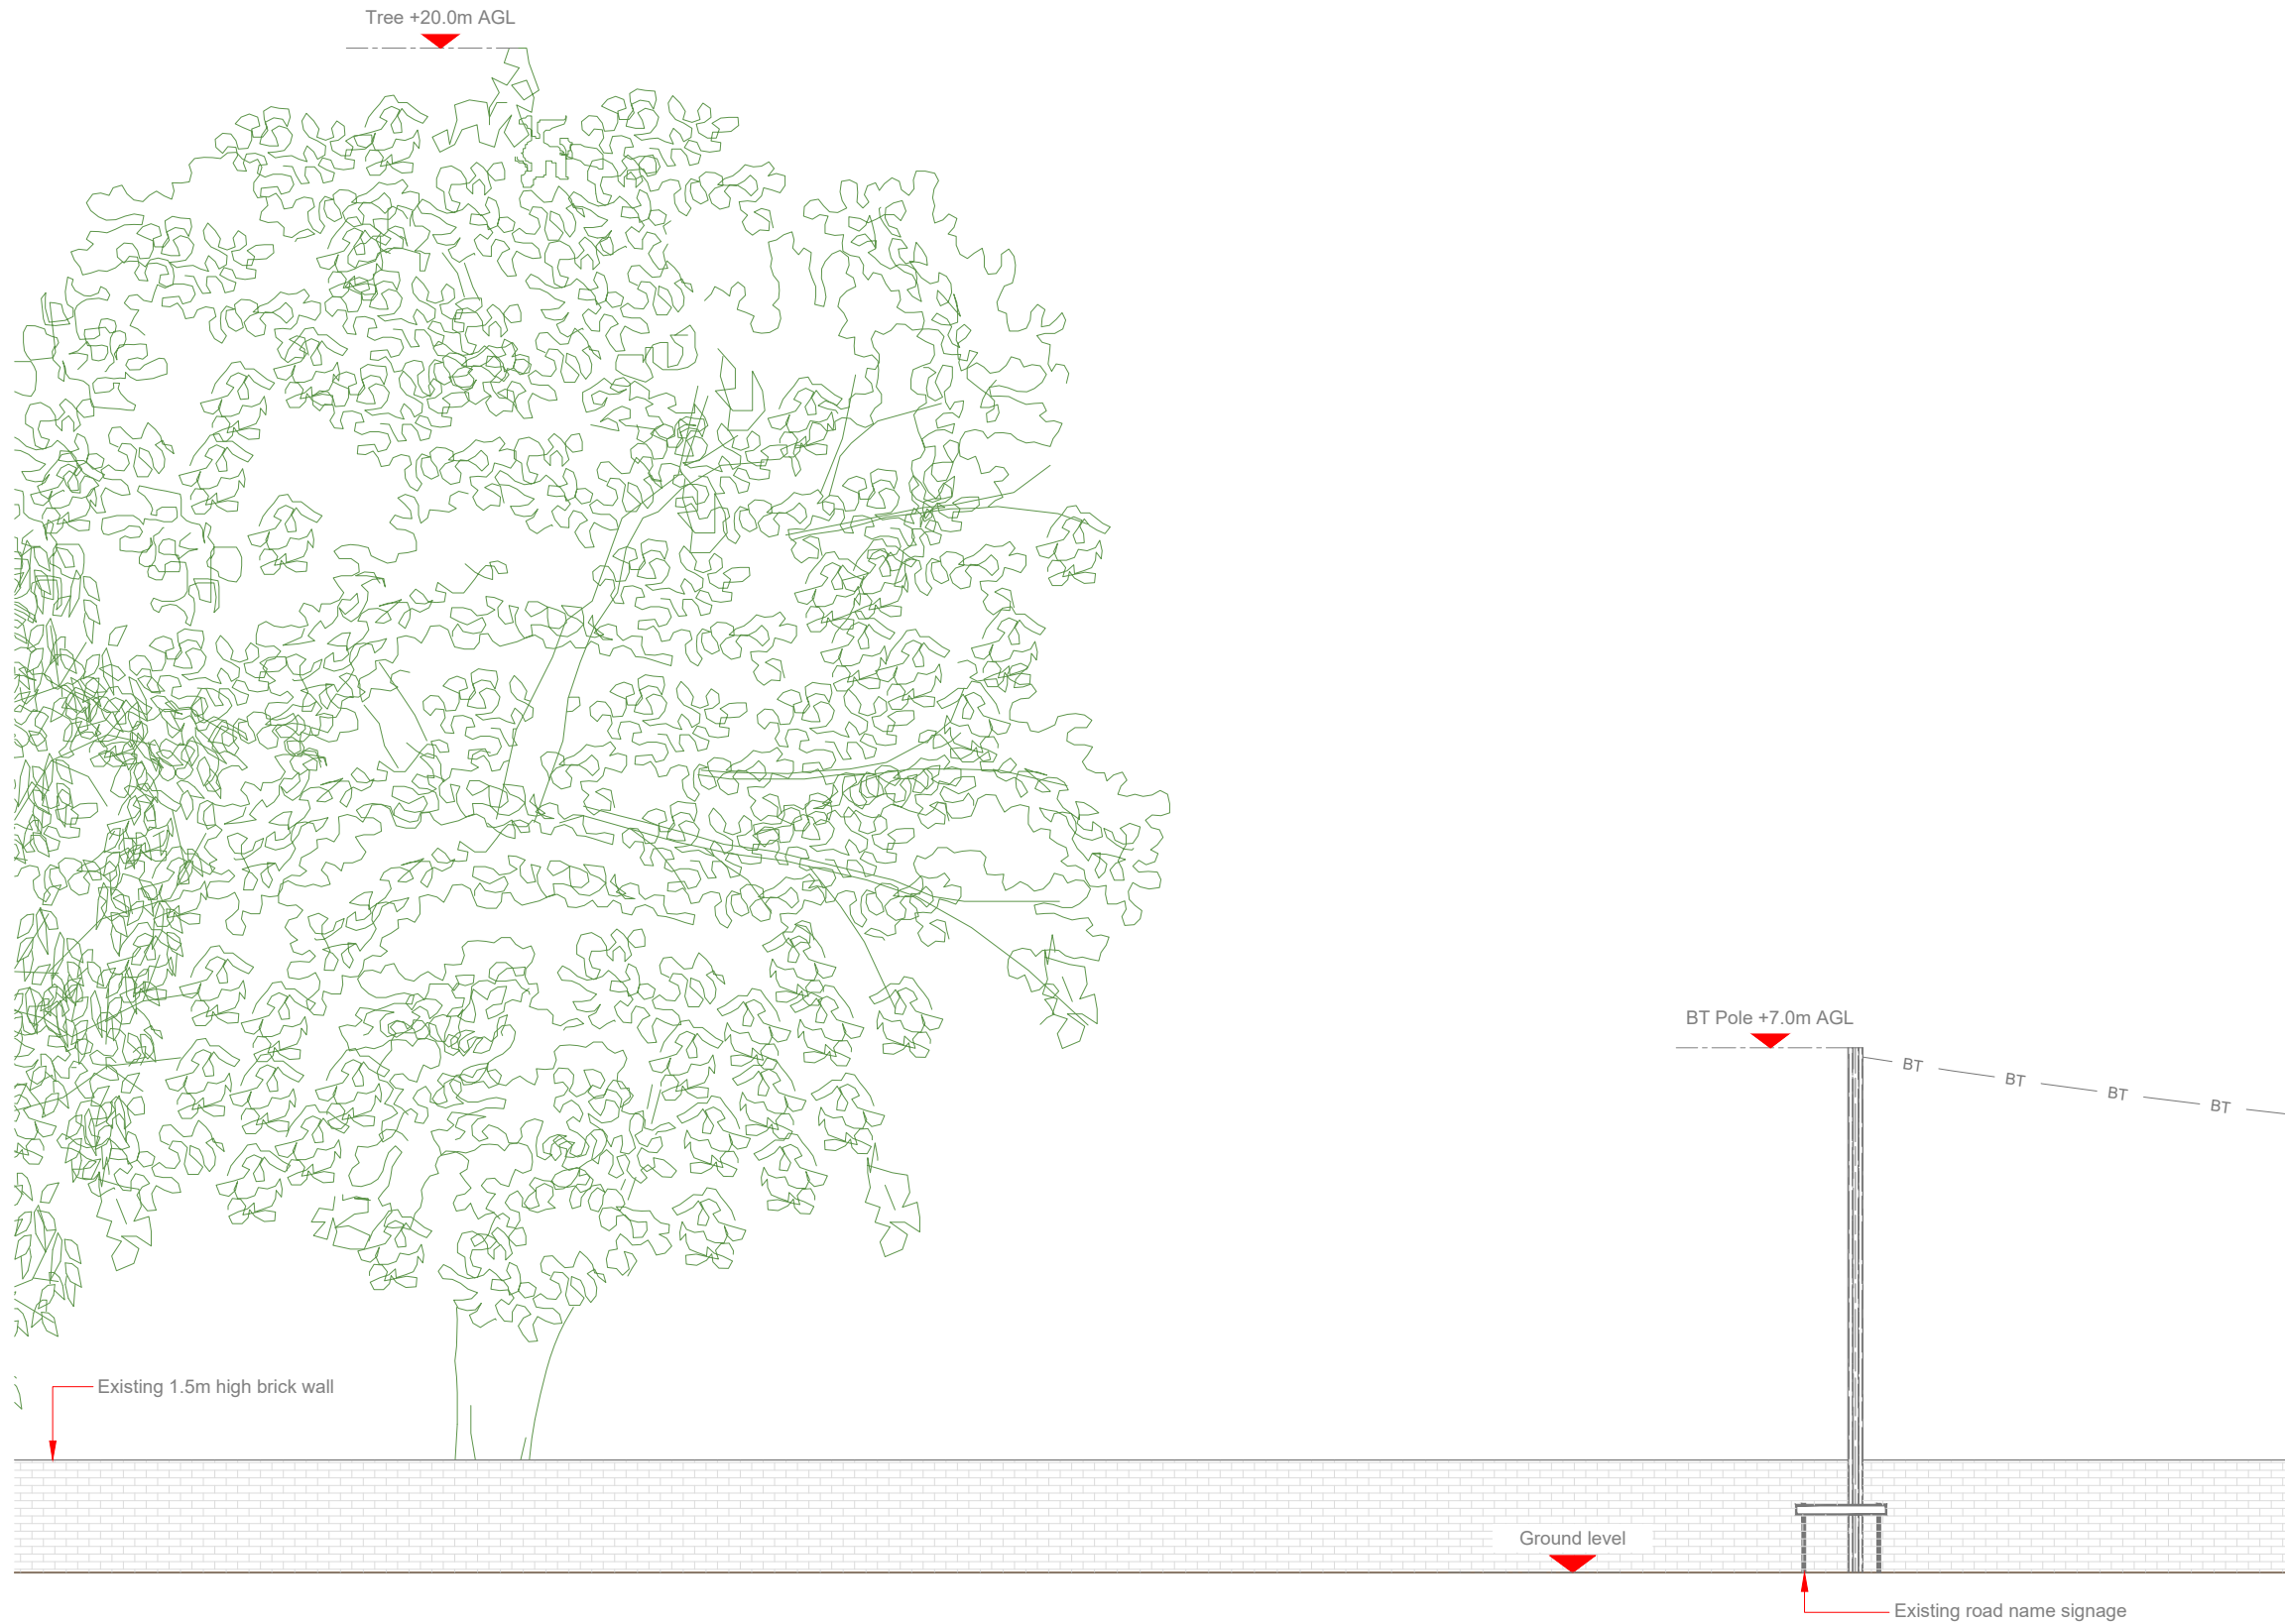 Tree +20.0m AGL
BT Pole +7.0m AGL
BT BT BT BT
Existing 1.5m high brick wall
Ground level
Existing road name signage